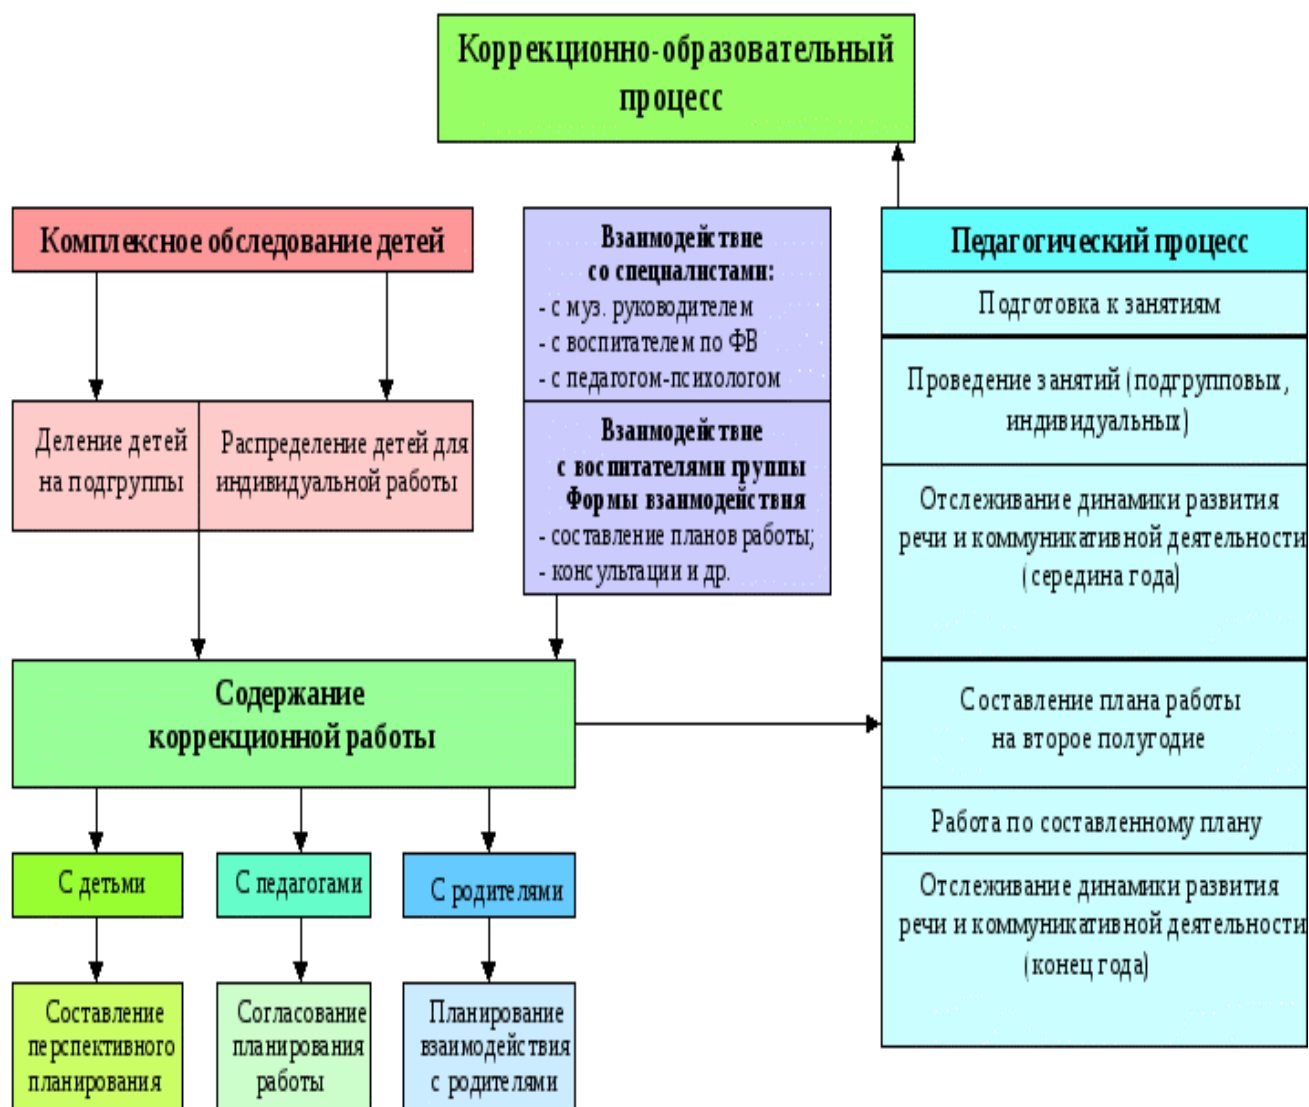 Коррекционно-образовательный
процесс
Комплексное обследование детей
Деление детей
на подгруппы
Распределение детей для
индивидуальной работы
Взаимодействие
со специалистами:
- с муз. руководителем
- с воспитателем по ФВ
- с педагогом-психологом
Взаимодействие
с воспитателями группы
Формы взаимодействия
- составление планов работы;
- консультации и др.
Содержание
коррекционной работы
С детьми
С педагогами
С родителями
Составление
перспективного
планирования
Согласование
планирования
работы
Планирование
взаимодействия
с родителями
Педагогический процесс
Подготовка к занятиям
Проведение занятий (подгрупповых,
индивидуальных)
Отслеживание динамики развития
речи и коммуникативной деятельности
(середина года)
Составление плана работы
на второе полугодие
Работа по составленному плану
Отслеживание динамики развития
речи и коммуникативной деятельности
(конец года)